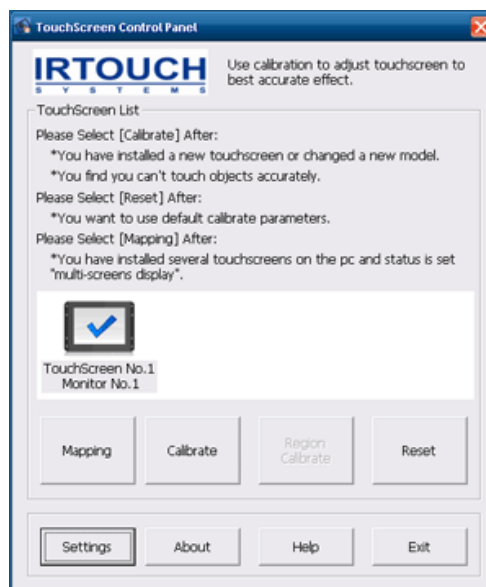 TouchScreen Control Panel
IRTOUCH
SYSTEMS
Use calibration to adjust touchscreen to
best accurate effect.
TouchScreen List
Please Select [Calibrate] After:
*You have installed a new touchscreen or changed a new model.
*You find you can't touch objects accurately.
Please Select [Reset] After:
*You want to use default calibrate parameters.
Please Select [Mapping] After:
*You have installed several touchscreens on the pc and status is set
"multi-screens display".
TouchScreen No.1
Monitor No.1
Mapping
Calibrate
Region
Calibrate
Reset
Settings
About
Help
Exit